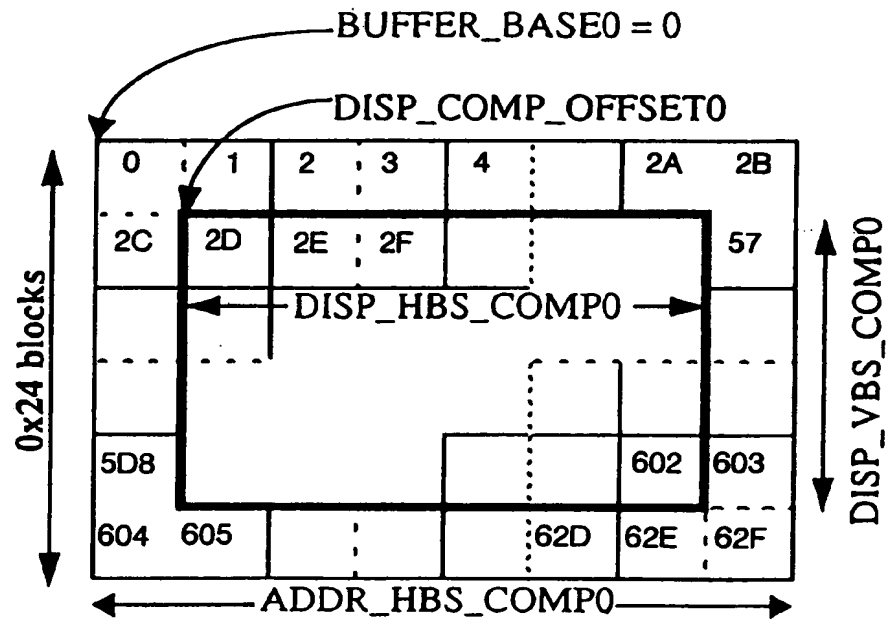 BUFFER_BASE0 = 0
DISP_COMP_OFFSET0
0 1 2 3 4 2A 2B
2C 2D 2E 2F 57
DISP_HBS_COMP0
5D8 602 603
604 605 62D 62E 62F
ADDR_HBS_COMP0
0x24 blocks
DISP_VBS_COMP0